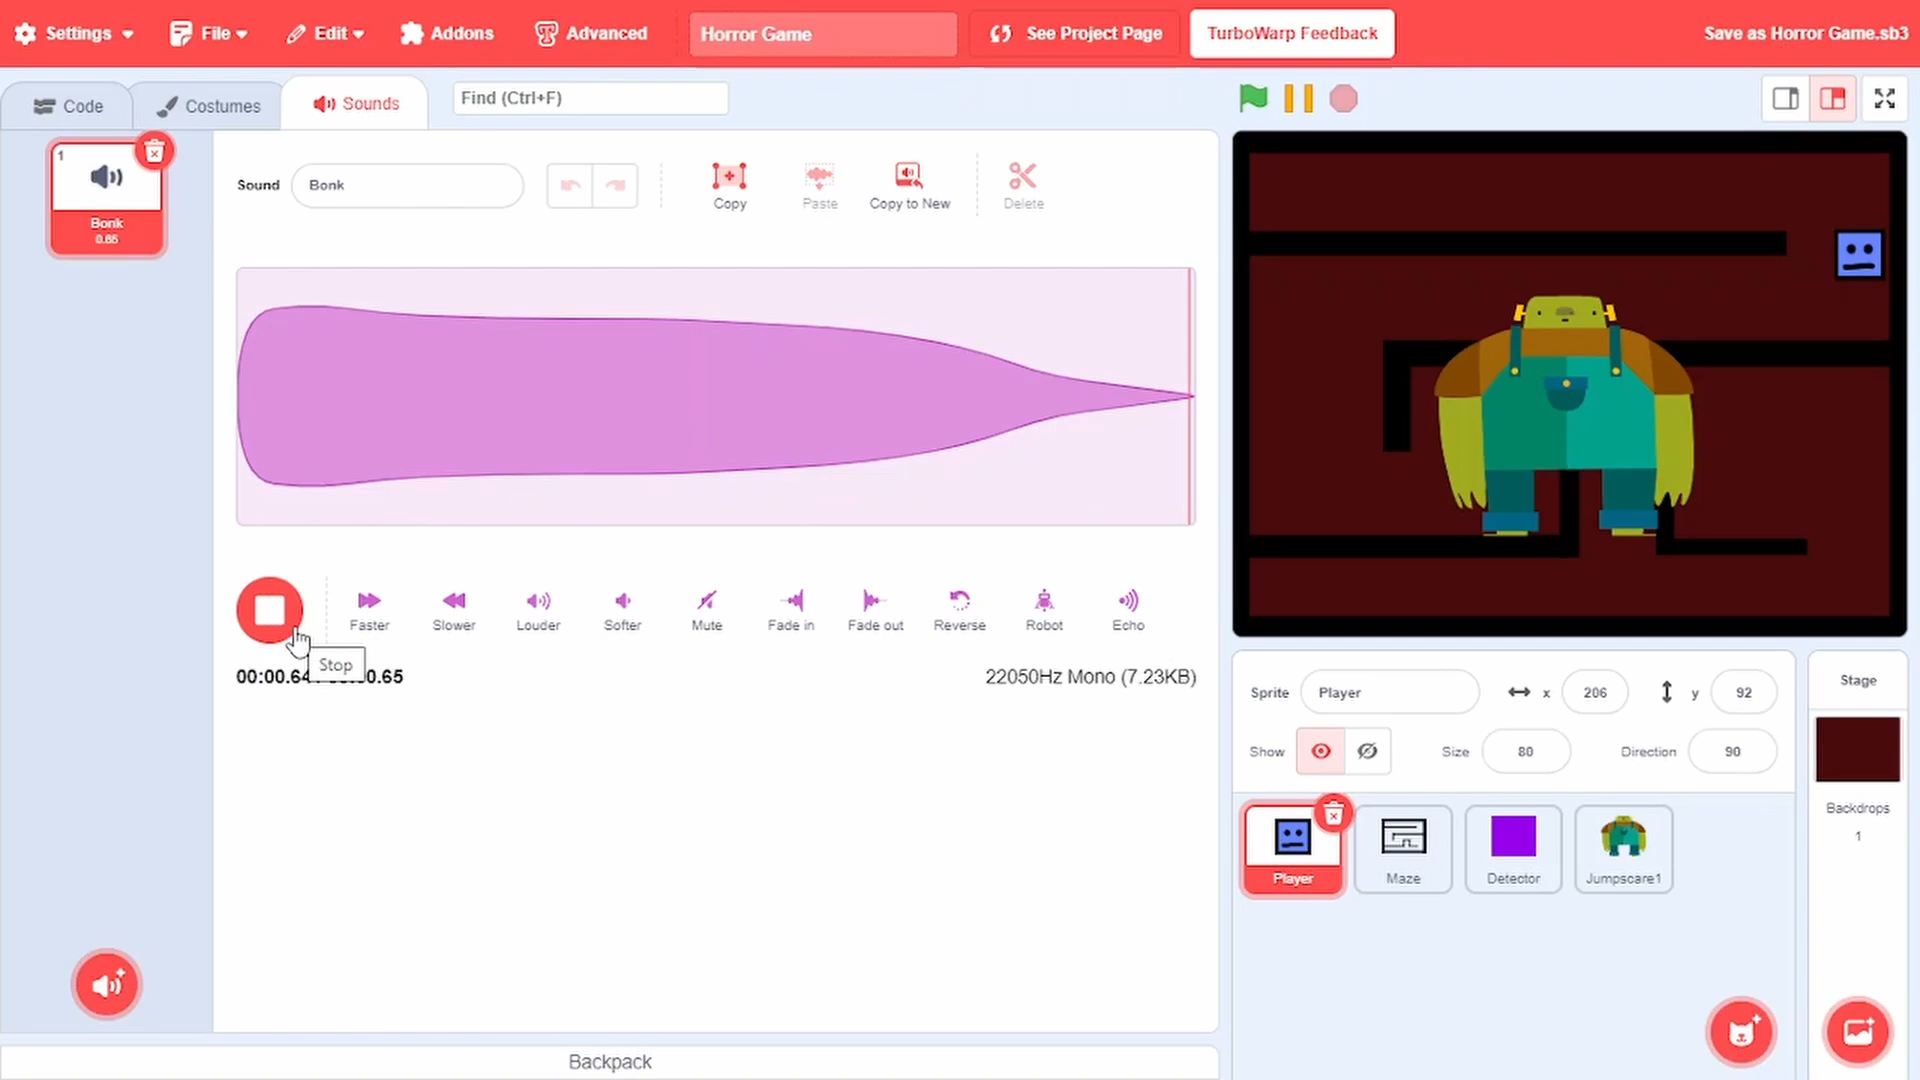 Settings File Edit Addons Advanced Horror Game See Project Page TurboWarp Feedback Save as Horror Game.sb3
Code Costumes Sounds Find (Ctrl+F)
1
Bonk
0.65
Sound Bonk Copy Paste Copy to New Delete
Faster Slower Louder Softer Mute Fade in Fade out Reverse Robot Echo
Stop
00:00.64 0.65 22050Hz Mono (7.23KB)
Sprite Player x 206 y 92
Show Size 80 Direction 90
Player Maze Detector Jumpscare1
Stage
Backdrops
1
Backpack